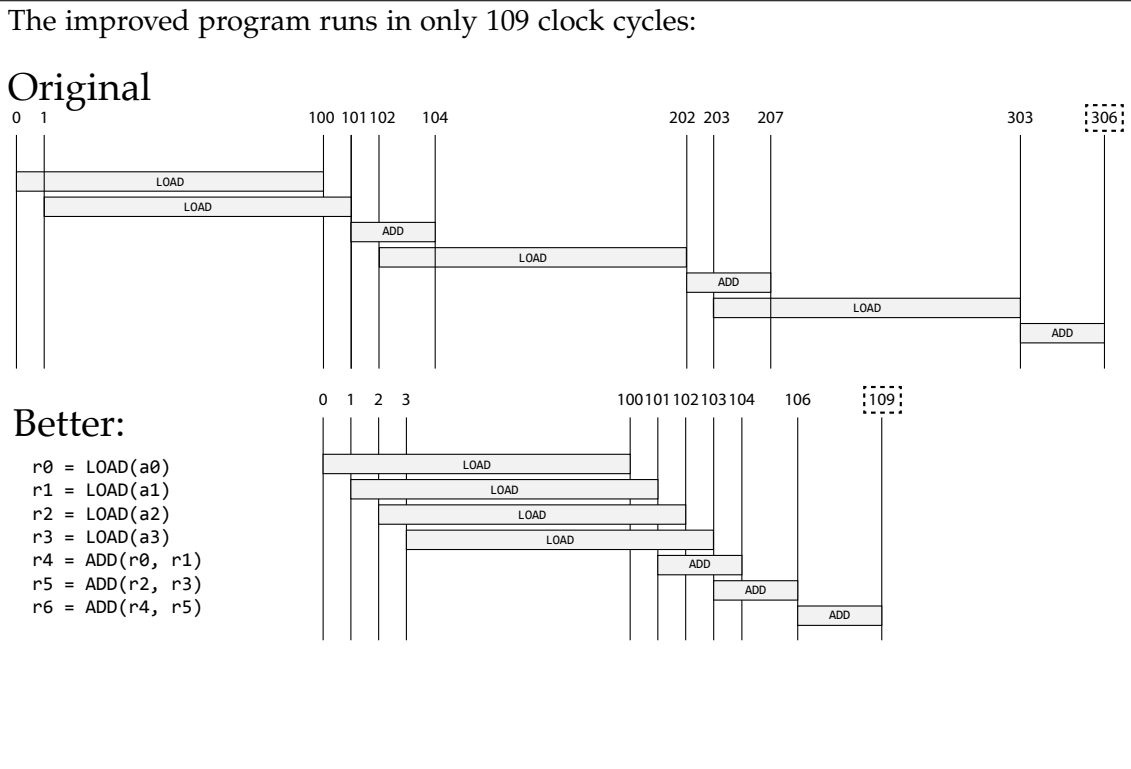 The improved program runs in only 109 clock cycles:
Original
0 1 100 101 102 104 202 203 207 303 306
LOAD
LOAD
ADD
LOAD
ADD
LOAD
ADD
Better:
0 1 2 3 100 101 102 103 104 106 109
r0 = LOAD(a0)
r1 = LOAD(a1)
r2 = LOAD(a2)
r3 = LOAD(a3)
r4 = ADD(r0, r1)
r5 = ADD(r2, r3)
r6 = ADD(r4, r5)
LOAD
LOAD
LOAD
LOAD
ADD
ADD
ADD